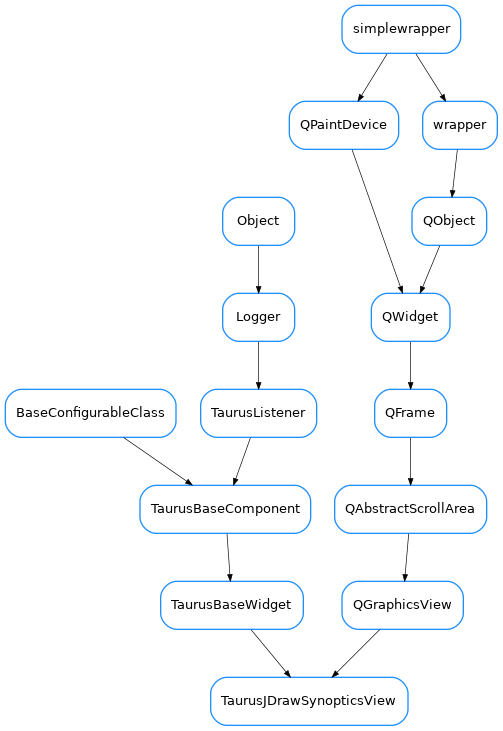 simplewrapper
QPaintDevice
wrapper
Object
QObject
Logger
QWidget
BaseConfigurableClass
TaurusListener
QFrame
TaurusBaseComponent
QAbstractScrollArea
TaurusBaseWidget
QGraphicsView
TaurusJDrawSynopticsView